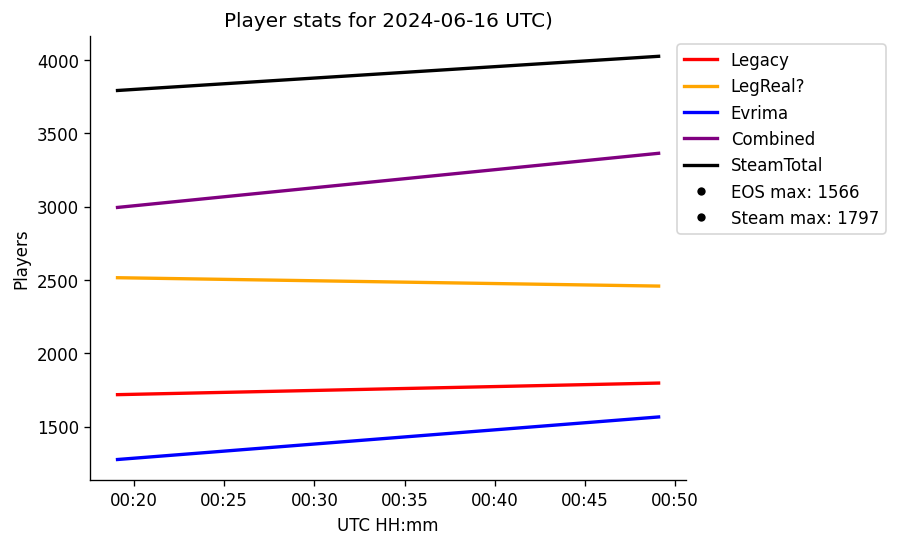 Player stats for 2024-06-16 UTC)
4000
3500
3000
2500
2000
1500
Players
00:20 00:25 00:30 00:35 00:40 00:45 00:50
UTC HH:mm
Legacy
LegReal?
Evrima
Combined
SteamTotal
EOS max: 1566
Steam max: 1797